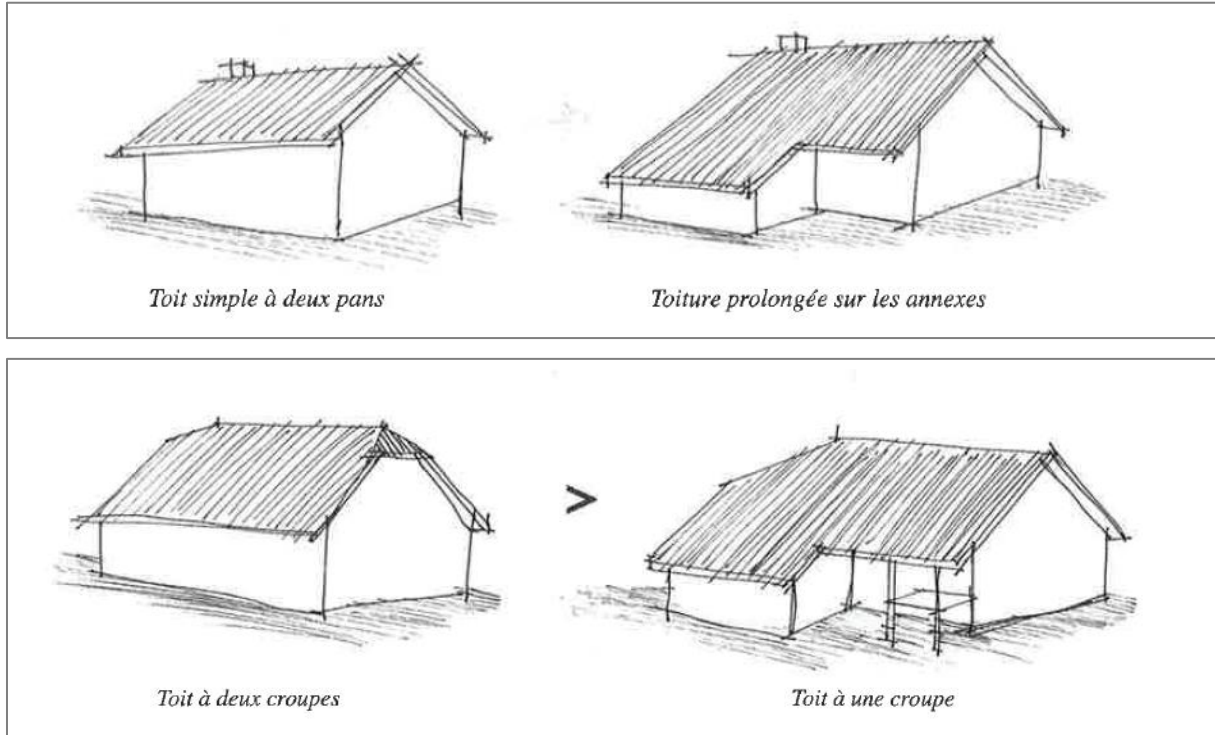 Toit simple à deux pans
Toiture prolongée sur les annexes
>
Toit à deux croupes
Toit à une croupe